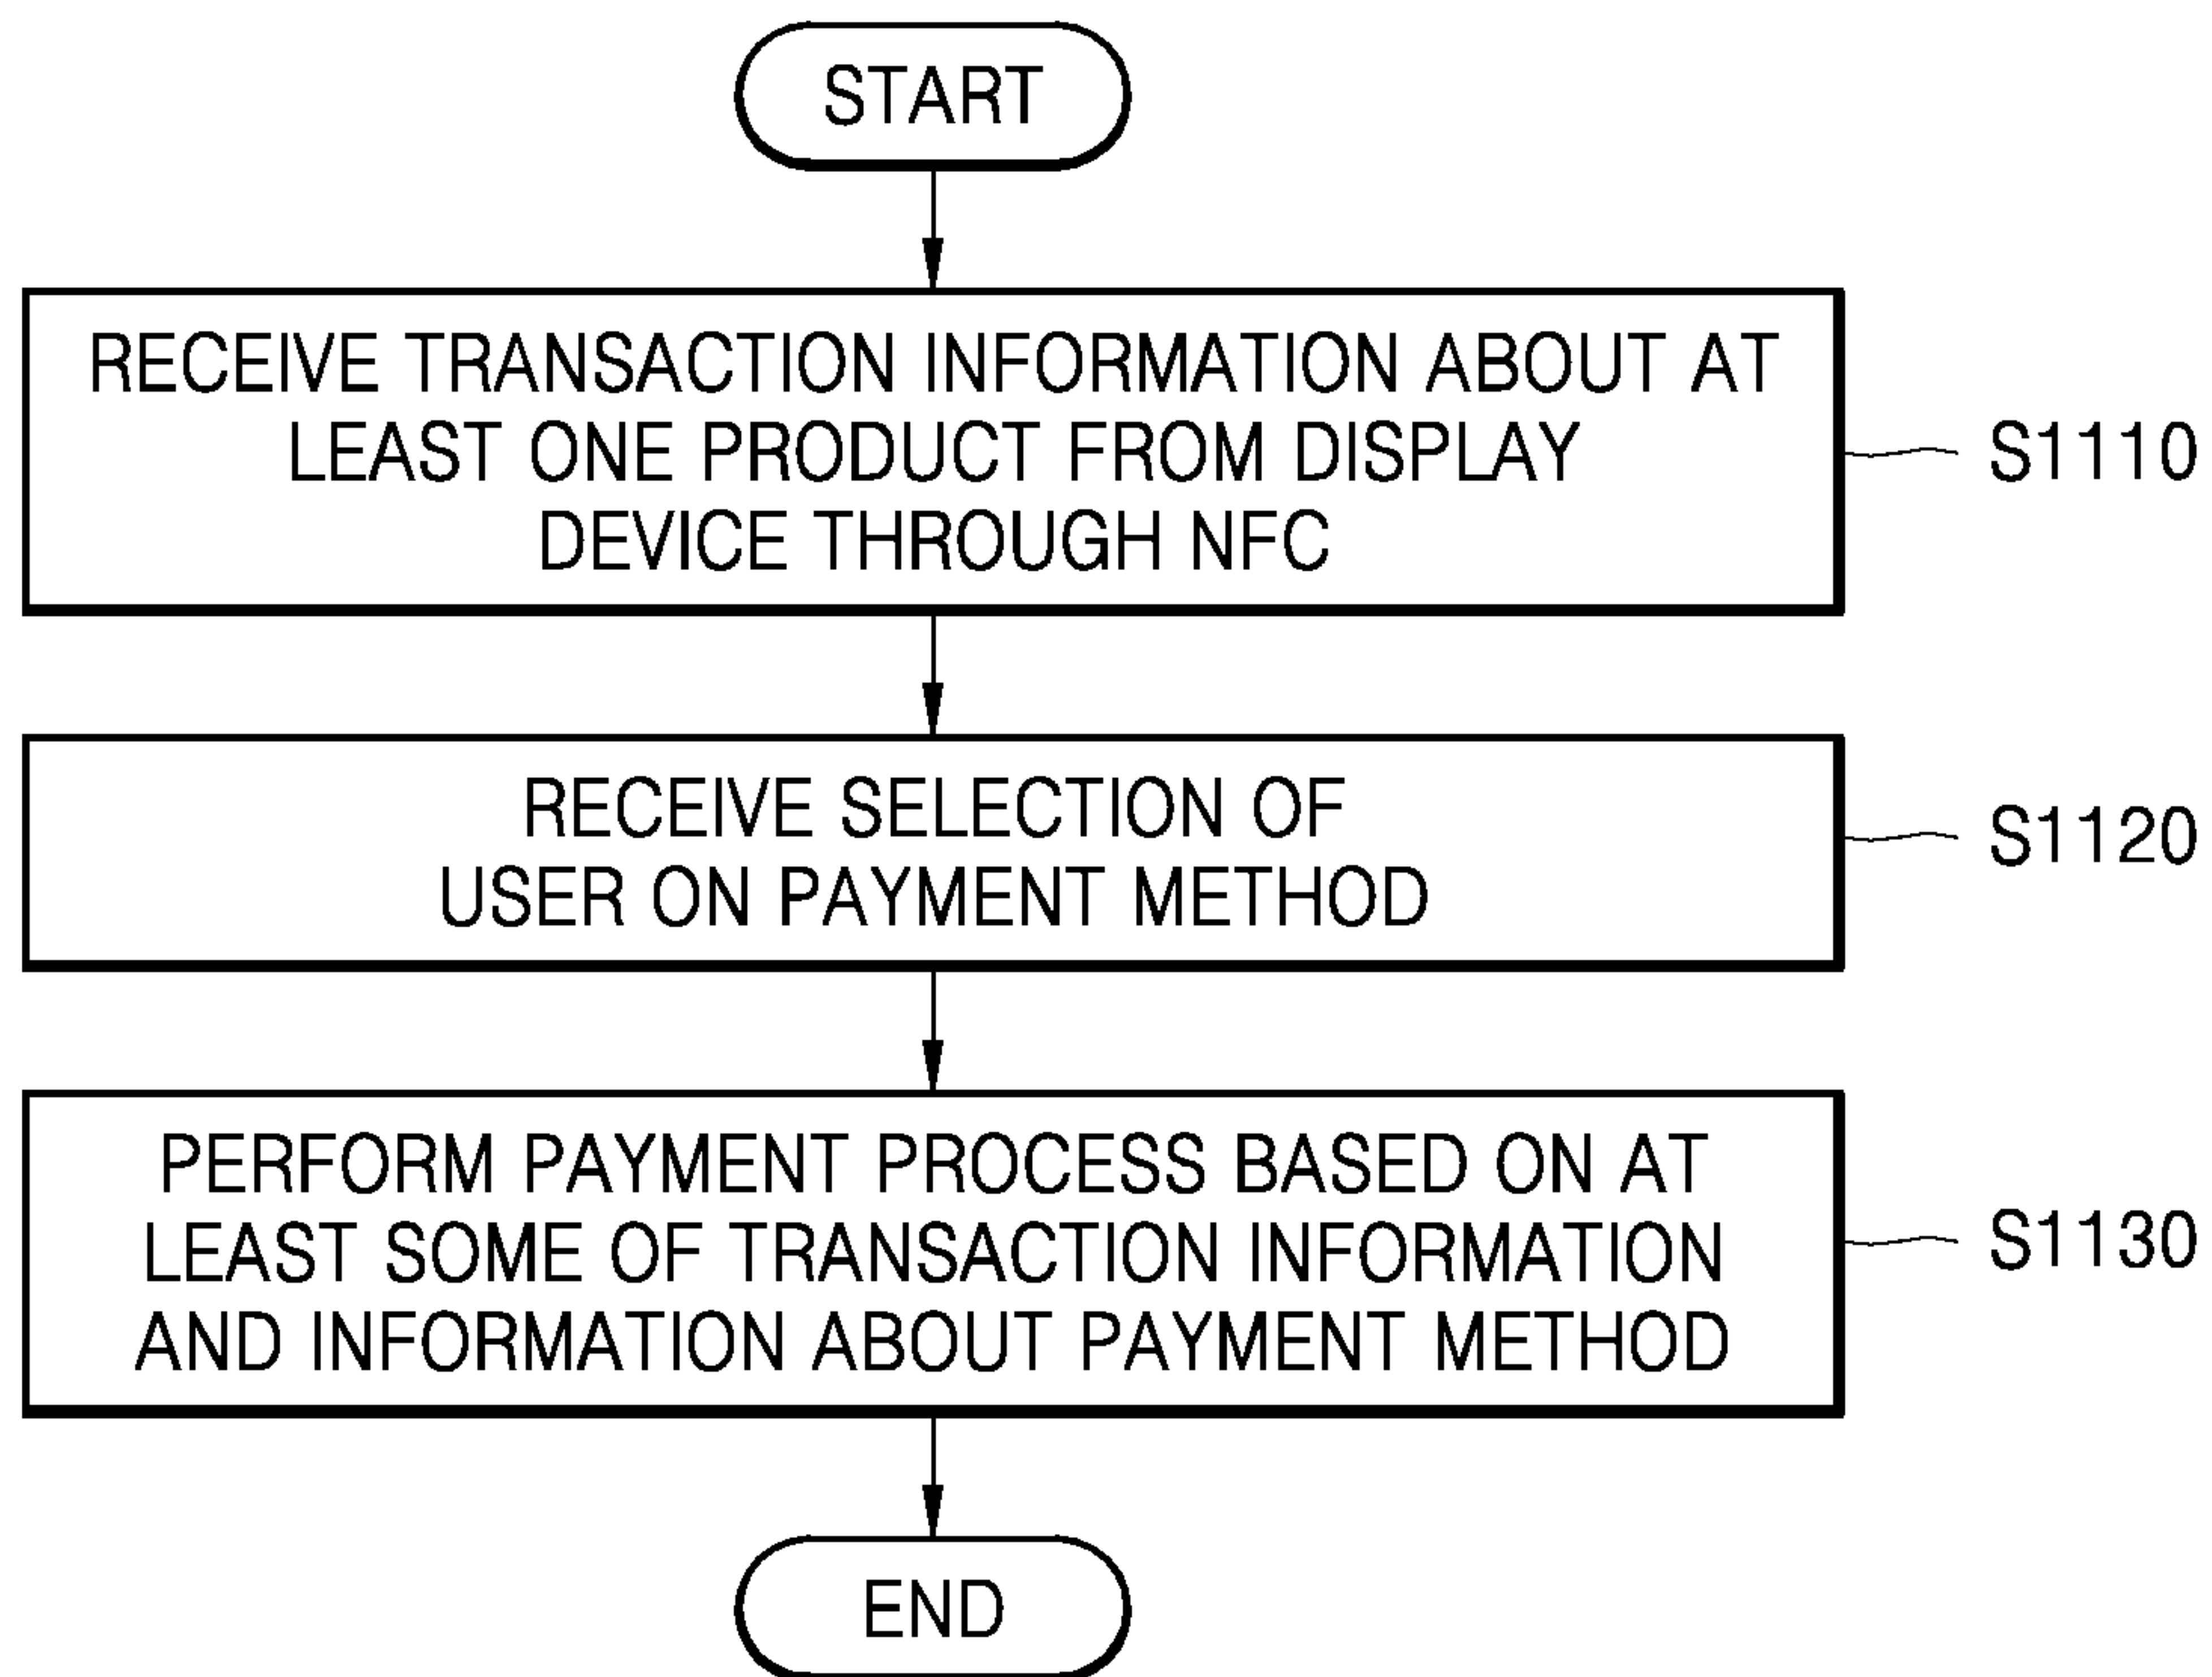 START
RECEIVE TRANSACTION INFORMATION ABOUT AT
LEAST ONE PRODUCT FROM DISPLAY
DEVICE THROUGH NFC
S1110
RECEIVE SELECTION OF
USER ON PAYMENT METHOD
S1120
PERFORM PAYMENT PROCESS BASED ON AT
LEAST SOME OF TRANSACTION INFORMATION
AND INFORMATION ABOUT PAYMENT METHOD
S1130
END